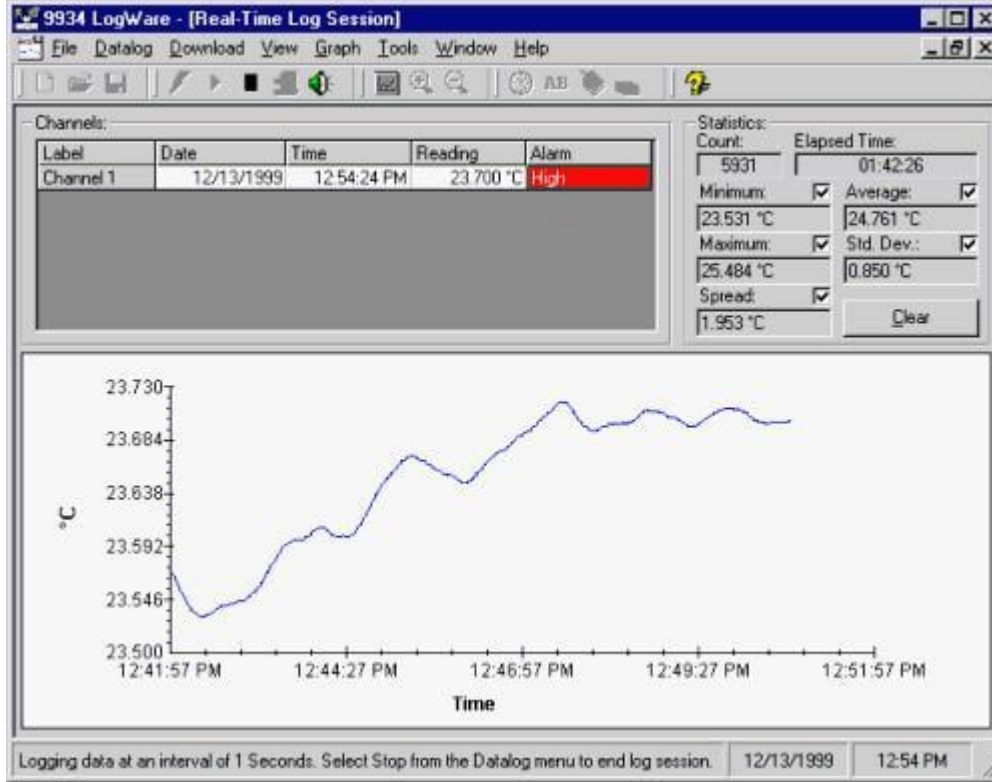 9934 LogWare - [Real-Time Log Session]
File Datalog Download View Graph Tools Window Help
AB
Channels:
Label Date Time Reading Alarm
Channel 1 12/13/1999 12:54:24 PM 23.700 °C High
Statistics:
Count: Elapsed Time:
5931 01:42:26
Minimum: Average:
23.531 °C 24.761 °C
Maximum: Std. Dev.:
25.484 °C 0.850 °C
Spread:
1.953 °C Clear
23.730
23.684
23.638
°C
23.592
23.546
23.500
12:41:57 PM 12:44:27 PM 12:46:57 PM 12:49:27 PM 12:51:57 PM
Time
Logging data at an interval of 1 Seconds. Select Stop from the Datalog menu to end log session. 12/13/1999 12:54 PM